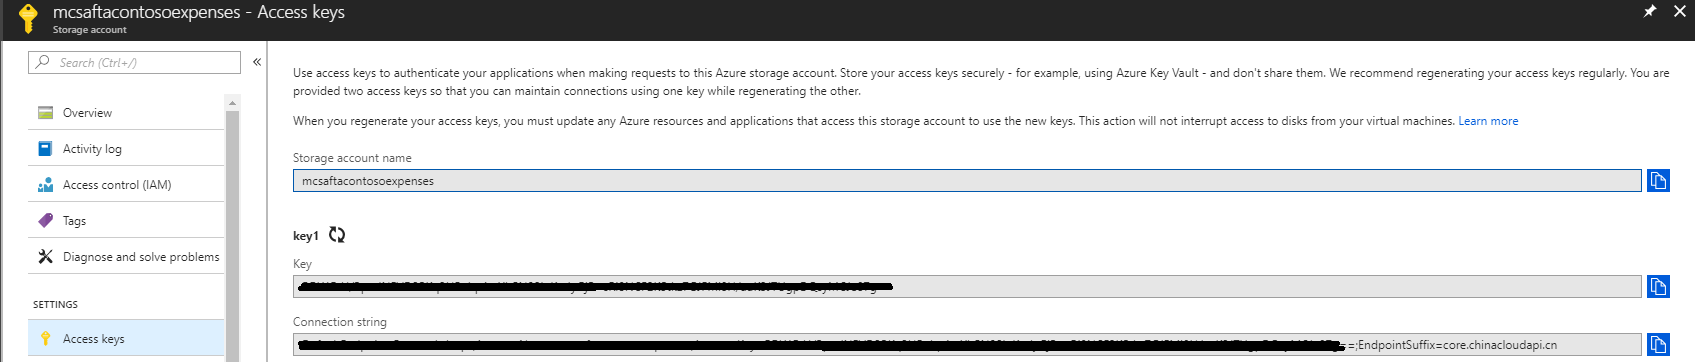 mcsaftacontosoexpenses - Access keys
Storage account
Search (Ctrl+/)
Overview
Activity log
Access control (IAM)
Tags
Diagnose and solve problems
SETTINGS
Access keys
Use access keys to authenticate your applications when making requests to this Azure storage account. Store your access keys securely - for example, using Azure Key Vault - and don't share them. We recommend regenerating your access keys regularly. You are
provided two access keys so that you can maintain connections using one key while regenerating the other.
When you regenerate your access keys, you must update any Azure resources and applications that access this storage account to use the new keys. This action will not interrupt access to disks from your virtual machines. Learn more
Storage account name
mcsaftacontosoexpenses
key1
Key
Connection string
==;EndpointSuffix=core.chinacloudapi.cn